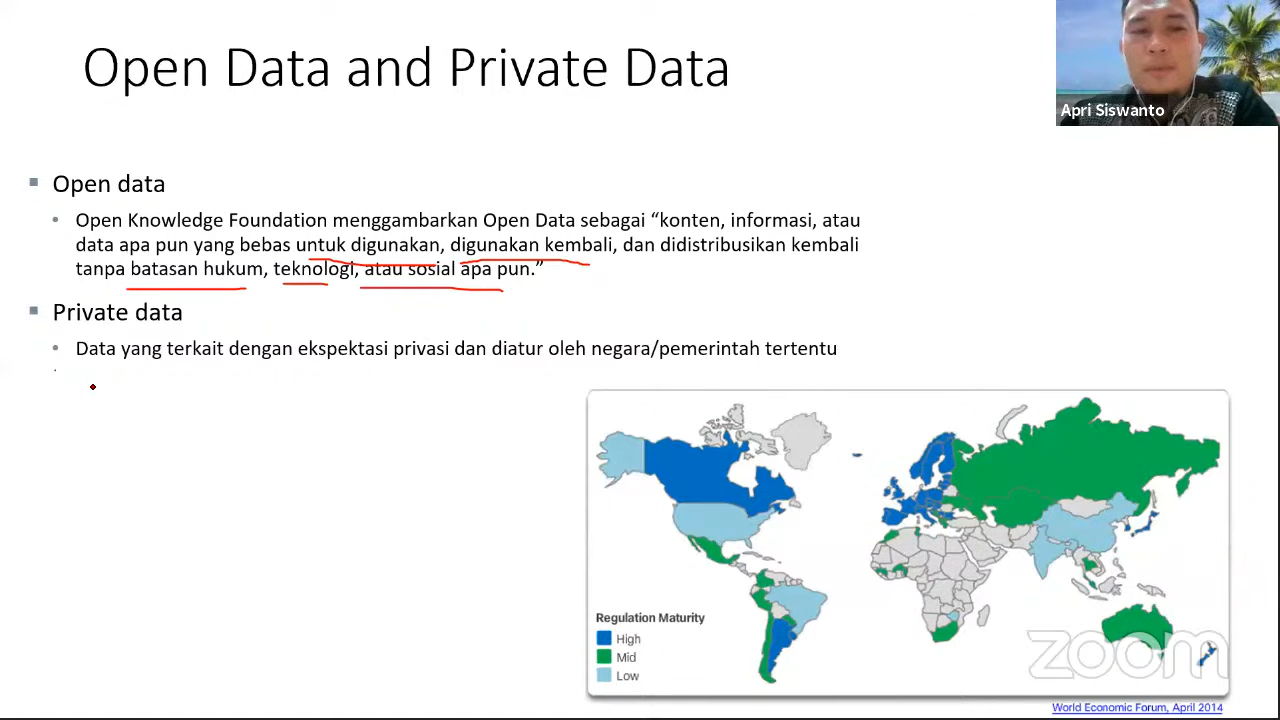 Open Data and Private Data
Apri Siswanto
Open data
Open Knowledge Foundation menggambarkan Open Data sebagai “konten, informasi, atau
data apa pun yang bebas untuk digunakan, digunakan kembali, dan didistribusikan kembali
tanpa batasan hukum, teknologi, atau sosial apa pun.”
Private data
Data yang terkait dengan ekspektasi privasi dan diatur oleh negara/pemerintah tertentu
Regulation Maturity
High
Mid
Low
zoom
World Economic Forum, April 2014